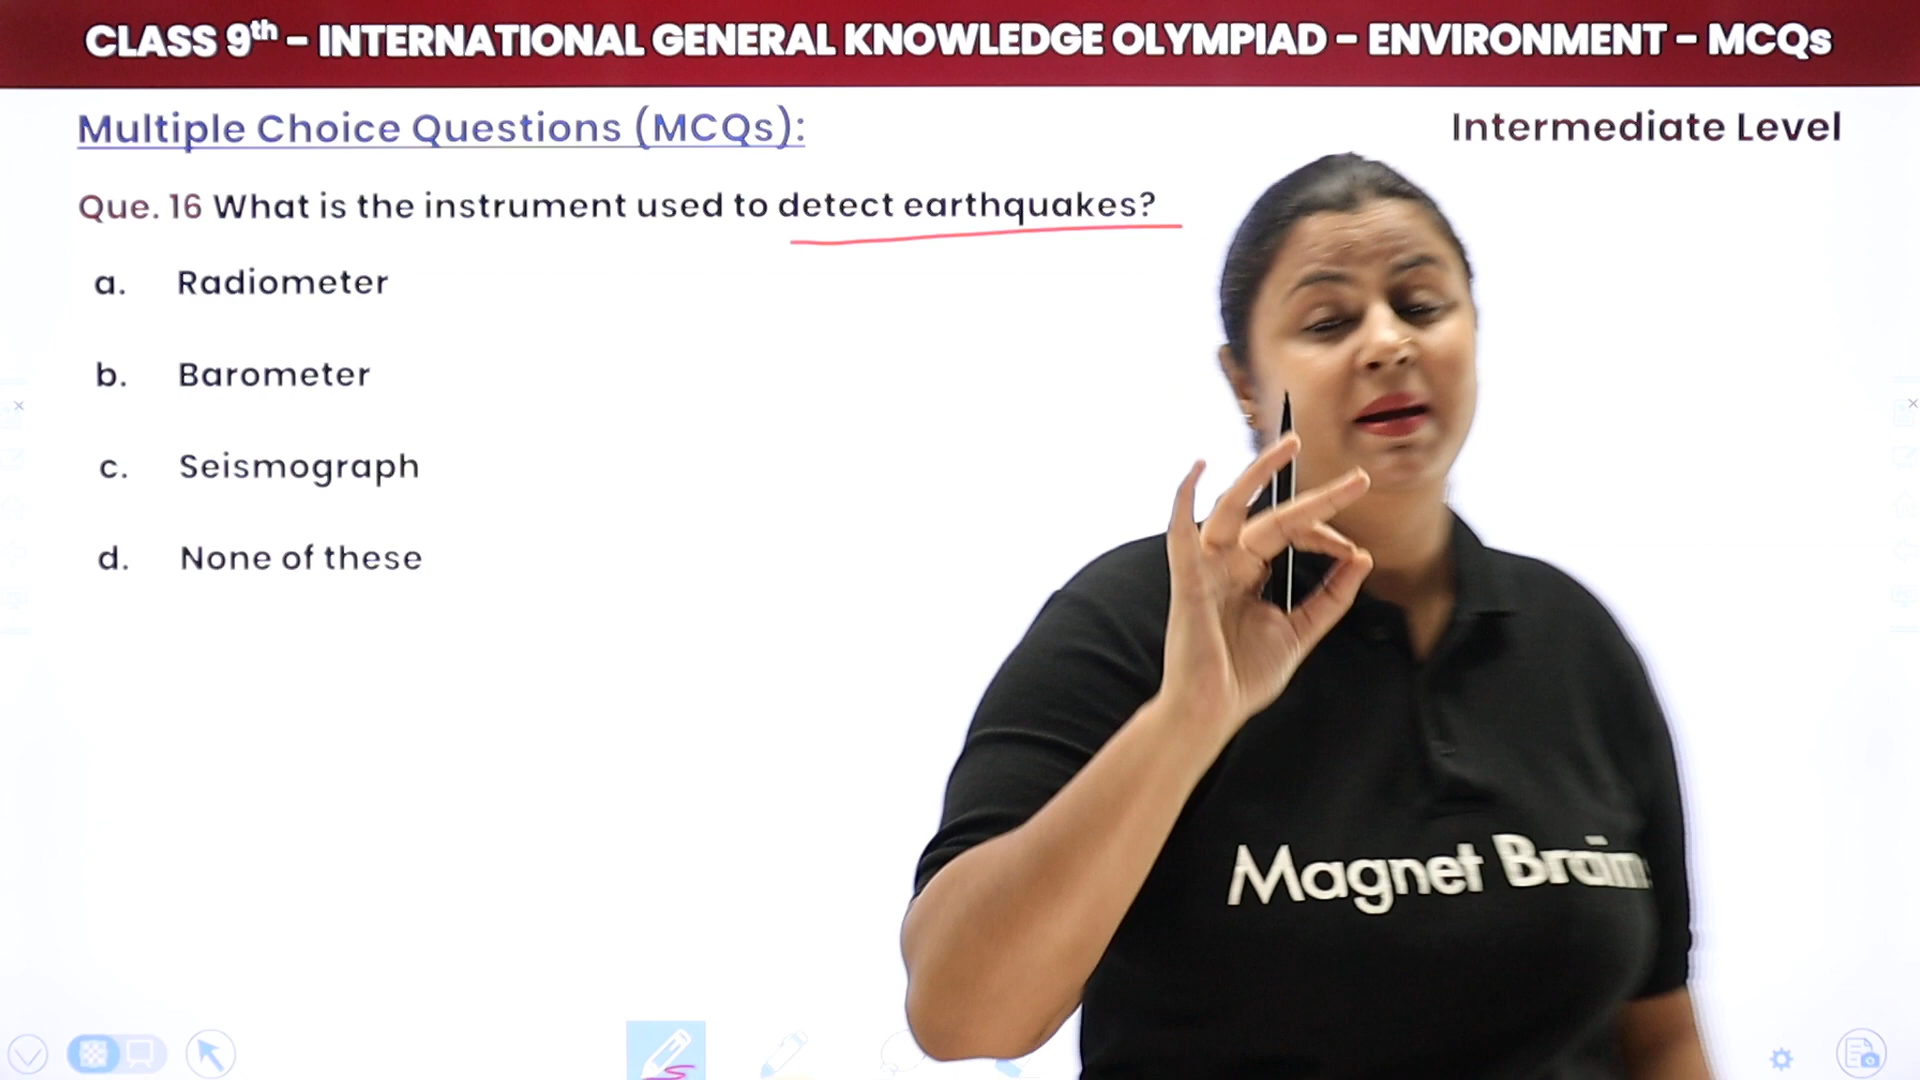 CLASS 9th - INTERNATIONAL GENERAL KNOWLEDGE OLYMPIAD - ENVIRONMENT - MCQs
Multiple Choice Questions (MCQs):
Intermediate Level
Que. 16 What is the instrument used to detect earthquakes?
a. Radiometer
b. Barometer
c. Seismograph
d. None of these
Magnet Brain